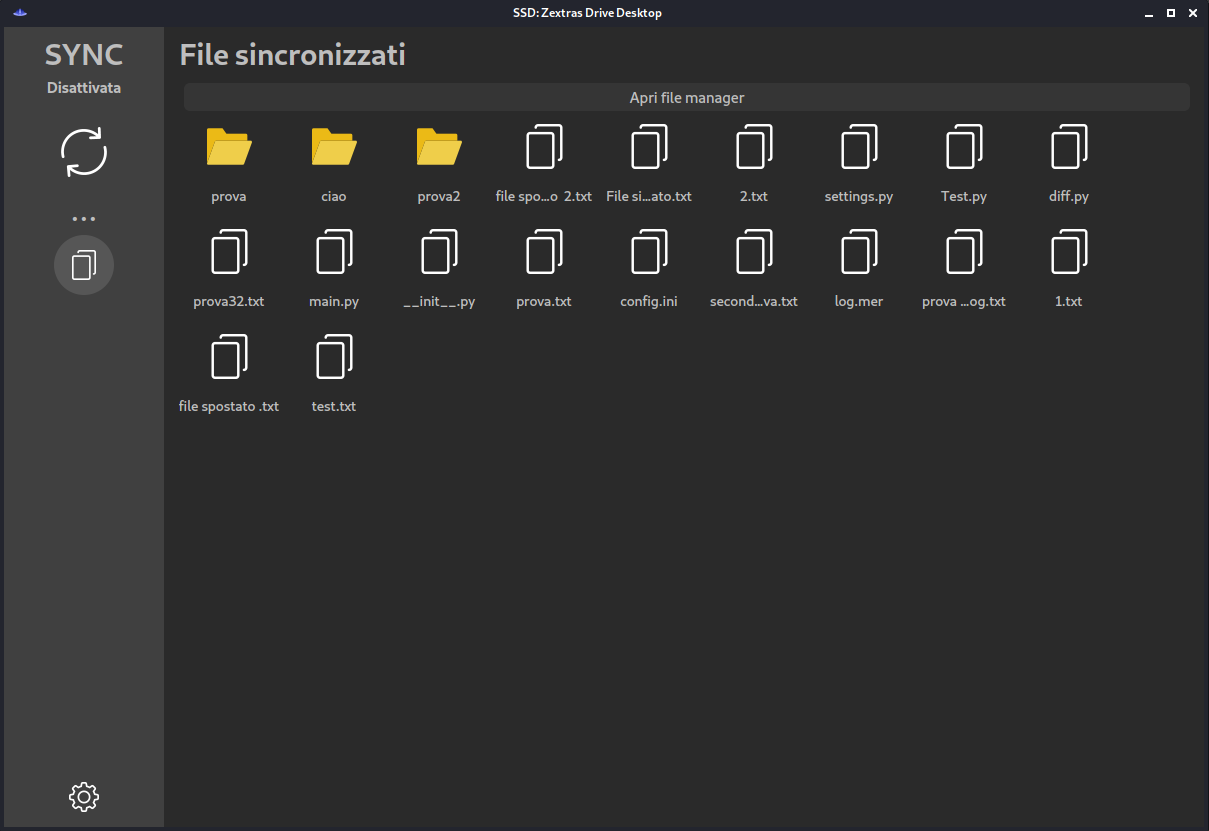 SSD: Zextras Drive Desktop
SYNC
Disattivata
...
File sincronizzati
Apri file manager
prova ciao prova2 file spo...o 2.txt File si...ato.txt 2.txt settings.py Test.py diff.py
prova32.txt main.py __init__.py prova.txt config.ini second...va.txt log.mer prova ...og.txt 1.txt
file spostato .txt test.txt